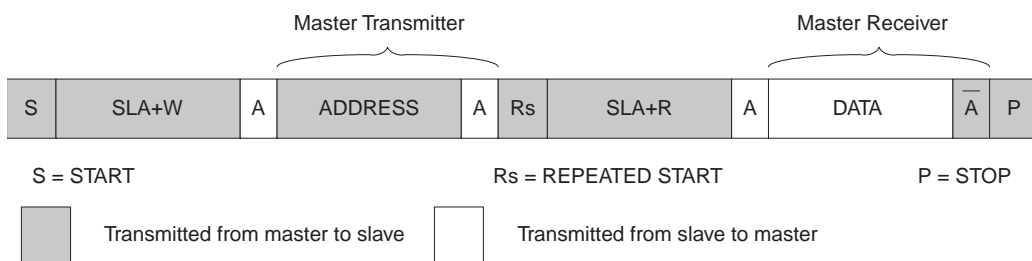 Master Transmitter Master Receiver
S SLA+W A ADDRESS A Rs SLA+R A DATA A̅ P
S = START Rs = REPEATED START P = STOP
Transmitted from master to slave Transmitted from slave to master